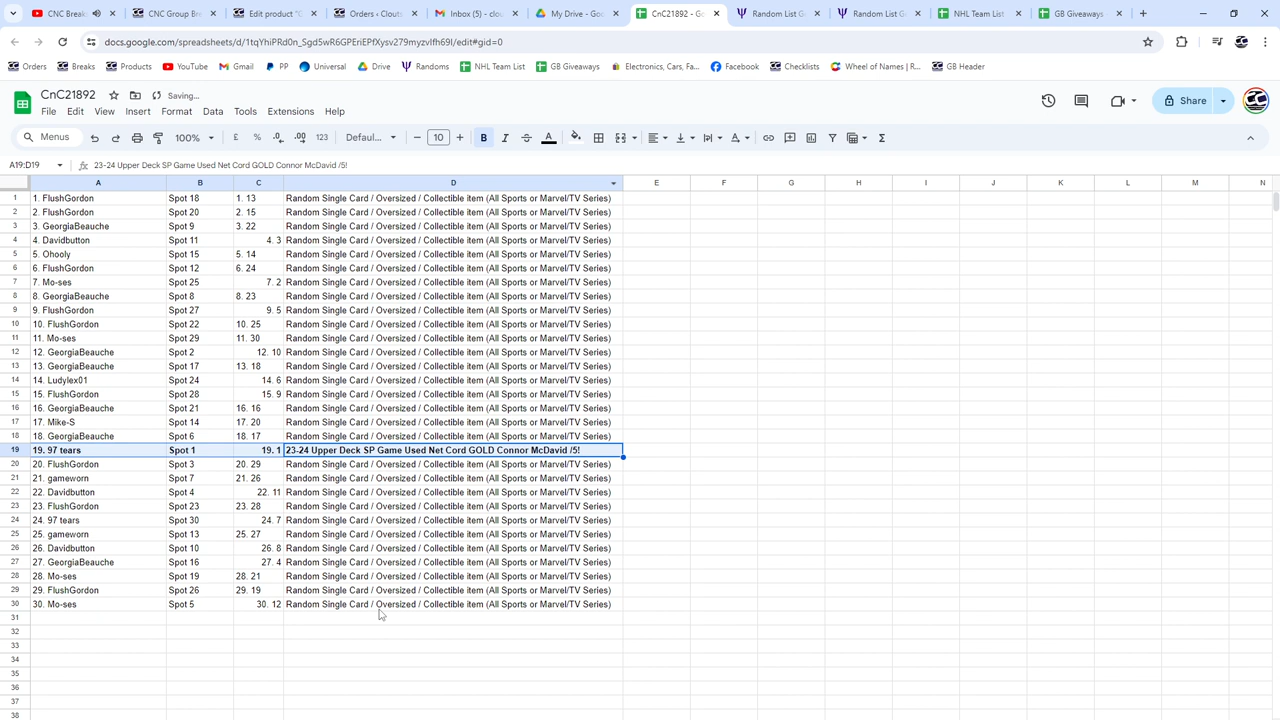 CNC Break
CNC Group Bre
Edit product "G
Orders ‹ Clouts
Inbox (5) - clou
My Drive - Goo
CnC21892 - Go
Random List Ge
Random List Ge
NHL Team List
GB Giveaways
docs.google.com/spreadsheets/d/1tqYhiPRd0n_Sgd5wR6GPEriEPfXysv279myzvlfh69I/edit#gid=0
Orders
Breaks
Products
YouTube
Gmail
PP
Universal
Drive
Randoms
NHL Team List
GB Giveaways
Electronics, Cars, Fa...
Facebook
Checklists
Wheel of Names | R...
GB Header
CnC21892
Saving...
File Edit View Insert Format Data Tools Extensions Help
Share
Menus
100%
£ % .0 .00 123
Defaul...
10
B I A
A19:D19
23-24 Upper Deck SP Game Used Net Cord GOLD Connor McDavid /5!
A B C D E F G H I J K L M N
1 1. FlushGordon Spot 18 1. 13 Random Single Card / Oversized / Collectible item (All Sports or Marvel/TV Series)
2 2. FlushGordon Spot 20 2. 15 Random Single Card / Oversized / Collectible item (All Sports or Marvel/TV Series)
3 3. GeorgiaBeauche Spot 9 3. 22 Random Single Card / Oversized / Collectible item (All Sports or Marvel/TV Series)
4 4. Davidbutton Spot 11 4. 3 Random Single Card / Oversized / Collectible item (All Sports or Marvel/TV Series)
5 5. Ohooly Spot 15 5. 14 Random Single Card / Oversized / Collectible item (All Sports or Marvel/TV Series)
6 6. FlushGordon Spot 12 6. 24 Random Single Card / Oversized / Collectible item (All Sports or Marvel/TV Series)
7 7. Mo-ses Spot 25 7. 2 Random Single Card / Oversized / Collectible item (All Sports or Marvel/TV Series)
8 8. GeorgiaBeauche Spot 8 8. 23 Random Single Card / Oversized / Collectible item (All Sports or Marvel/TV Series)
9 9. FlushGordon Spot 27 9. 5 Random Single Card / Oversized / Collectible item (All Sports or Marvel/TV Series)
10 10. FlushGordon Spot 22 10. 25 Random Single Card / Oversized / Collectible item (All Sports or Marvel/TV Series)
11 11. Mo-ses Spot 29 11. 30 Random Single Card / Oversized / Collectible item (All Sports or Marvel/TV Series)
12 12. GeorgiaBeauche Spot 2 12. 10 Random Single Card / Oversized / Collectible item (All Sports or Marvel/TV Series)
13 13. GeorgiaBeauche Spot 17 13. 18 Random Single Card / Oversized / Collectible item (All Sports or Marvel/TV Series)
14 14. Ludylex01 Spot 24 14. 6 Random Single Card / Oversized / Collectible item (All Sports or Marvel/TV Series)
15 15. FlushGordon Spot 28 15. 9 Random Single Card / Oversized / Collectible item (All Sports or Marvel/TV Series)
16 16. GeorgiaBeauche Spot 21 16. 16 Random Single Card / Oversized / Collectible item (All Sports or Marvel/TV Series)
17 17. Mike-S Spot 14 17. 20 Random Single Card / Oversized / Collectible item (All Sports or Marvel/TV Series)
18 18. GeorgiaBeauche Spot 6 18. 17 Random Single Card / Oversized / Collectible item (All Sports or Marvel/TV Series)
19 19. 97 tears Spot 1 19. 1 23-24 Upper Deck SP Game Used Net Cord GOLD Connor McDavid /5!
20 20. FlushGordon Spot 3 20. 29 Random Single Card / Oversized / Collectible item (All Sports or Marvel/TV Series)
21 21. gameworn Spot 7 21. 26 Random Single Card / Oversized / Collectible item (All Sports or Marvel/TV Series)
22 22. Davidbutton Spot 4 22. 11 Random Single Card / Oversized / Collectible item (All Sports or Marvel/TV Series)
23 23. FlushGordon Spot 23 23. 28 Random Single Card / Oversized / Collectible item (All Sports or Marvel/TV Series)
24 24. 97 tears Spot 30 24. 7 Random Single Card / Oversized / Collectible item (All Sports or Marvel/TV Series)
25 25. gameworn Spot 13 25. 27 Random Single Card / Oversized / Collectible item (All Sports or Marvel/TV Series)
26 26. Davidbutton Spot 10 26. 8 Random Single Card / Oversized / Collectible item (All Sports or Marvel/TV Series)
27 27. GeorgiaBeauche Spot 16 27. 4 Random Single Card / Oversized / Collectible item (All Sports or Marvel/TV Series)
28 28. Mo-ses Spot 19 28. 21 Random Single Card / Oversized / Collectible item (All Sports or Marvel/TV Series)
29 29. FlushGordon Spot 26 29. 19 Random Single Card / Oversized / Collectible item (All Sports or Marvel/TV Series)
30 30. Mo-ses Spot 5 30. 12 Random Single Card / Oversized / Collectible item (All Sports or Marvel/TV Series)
31
32
33
34
35
36
37
38